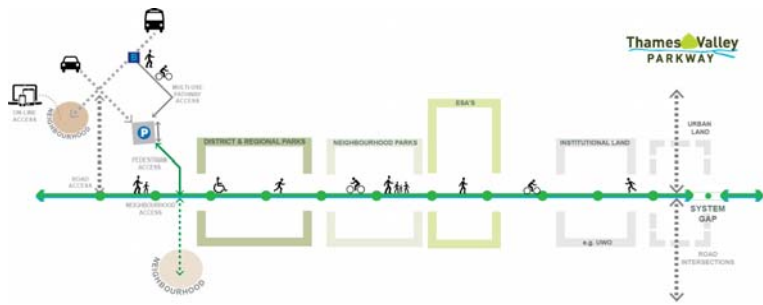 Thames Valley
PARKWAY
MULTI-USE
PATHWAY
ACCESS
ON-LINE
ACCESS
NEIGHBOURHOOD
P
PEDESTRIAN
ACCESS
ROAD
ACCESS
NEIGHBOURHOOD
ACCESS
NEIGHBOURHOOD
DISTRICT & REGIONAL PARKS
NEIGHBOURHOOD PARKS
ESA'S
INSTITUTIONAL LAND
e.g. UWO
URBAN
LAND
SYSTEM
GAP
ROAD
INTERSECTIONS